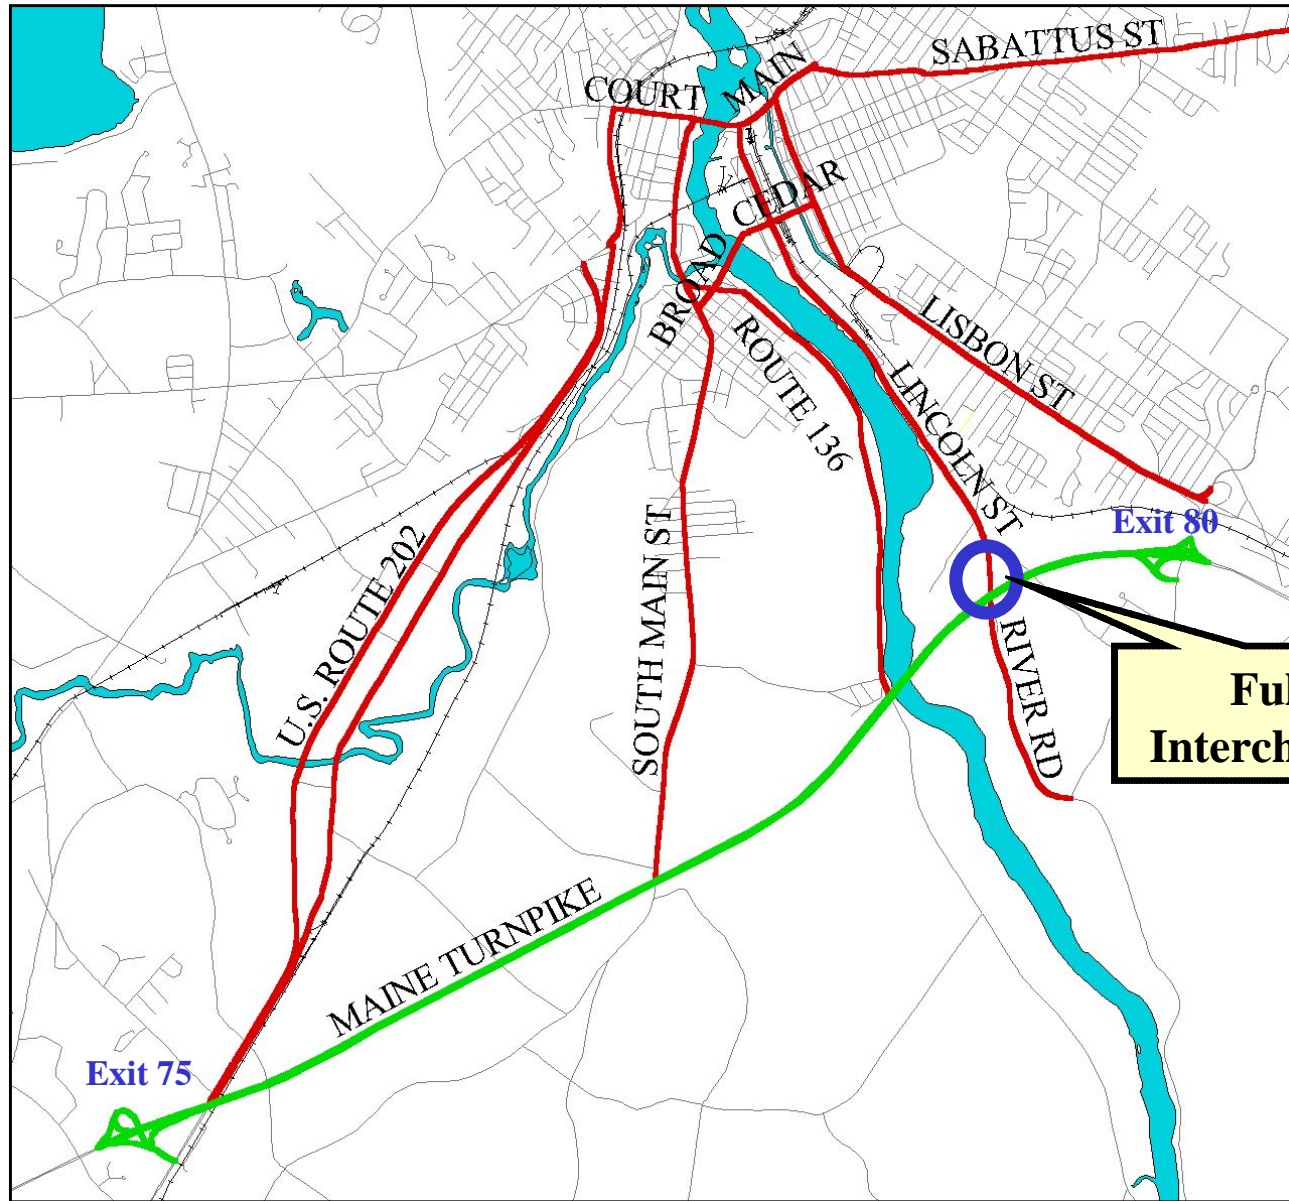 SABATTUS ST
COURT
MAIN
CEDAR
BROAD
LISBON ST
ROUTE 136
LINCOLN ST
Exit 80
U.S. ROUTE 202
SOUTH MAIN ST
RIVER RD
MAINE TURNPIKE
Exit 75